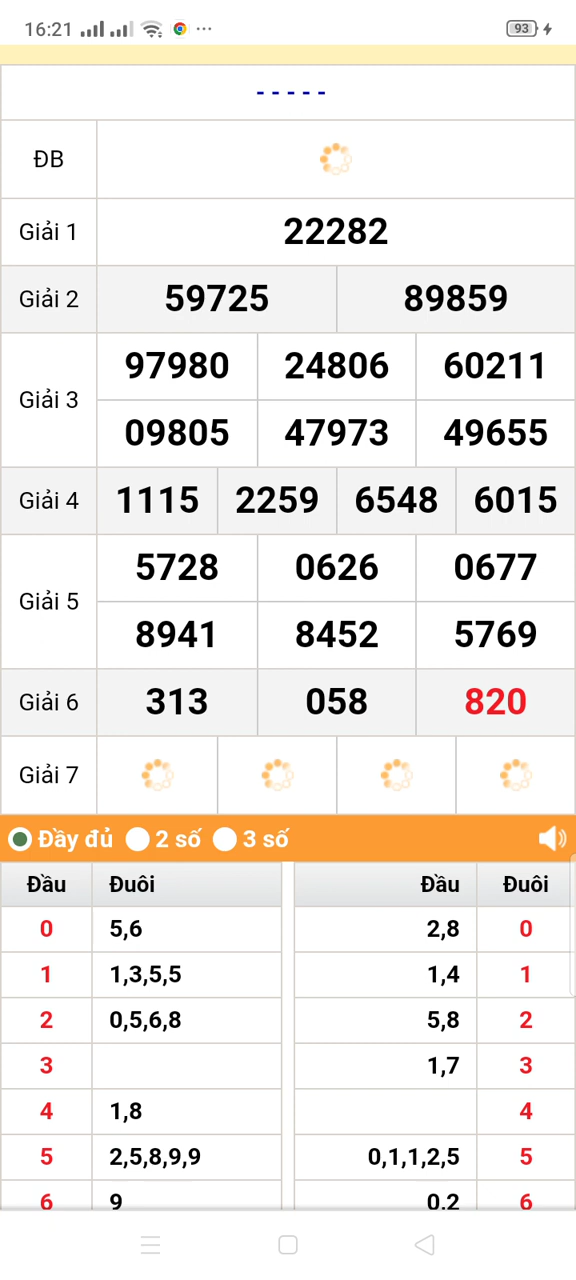 16:21 93
- - - - -
ĐB
Giải 1 22282
Giải 2 59725 89859
Giải 3 97980 24806 60211
09805 47973 49655
Giải 4 1115 2259 6548 6015
Giải 5 5728 0626 0677
8941 8452 5769
Giải 6 313 058 820
Giải 7
Đầy đủ 2 số 3 số
Đầu Đuôi Đầu Đuôi
0 5,6 2,8 0
1 1,3,5,5 1,4 1
2 0,5,6,8 5,8 2
3 1,7 3
4 1,8 4
5 2,5,8,9,9 0,1,1,2,5 5
6 9 0,2 6